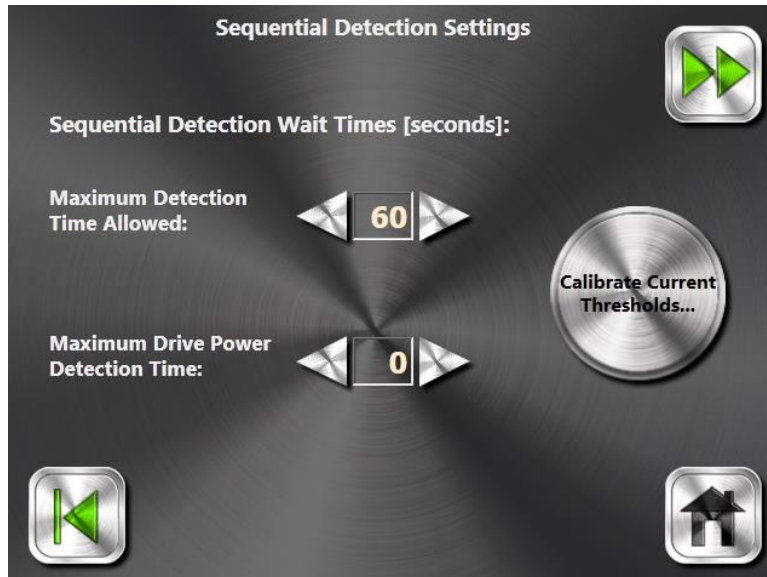 Sequential Detection Settings
Sequential Detection Wait Times [seconds]:
Maximum Detection
Time Allowed:
60
Calibrate Current
Thresholds...
Maximum Drive Power
Detection Time:
0